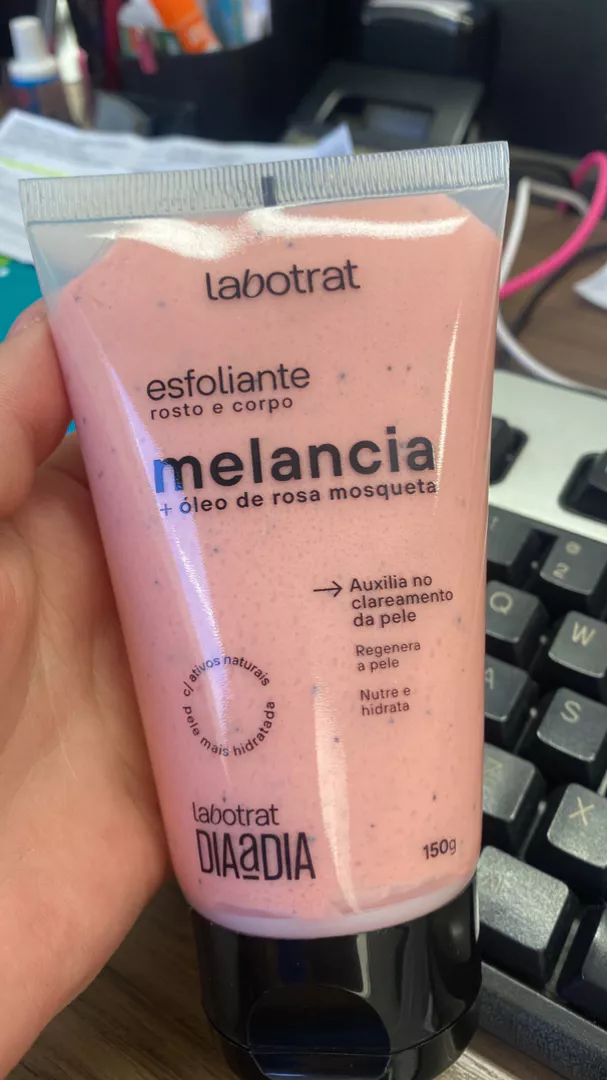 labotrat
esfoliante
rosto e corpo
melancia
+ óleo de rosa mosqueta
→ Auxilia no
clareamento
da pele
Regenera
a pele
Nutre e
hidrata
c/ ativos naturais
pele mais hidratada
labotrat
DIAaDIA
150g
2
Q
W
A
S
Z
X